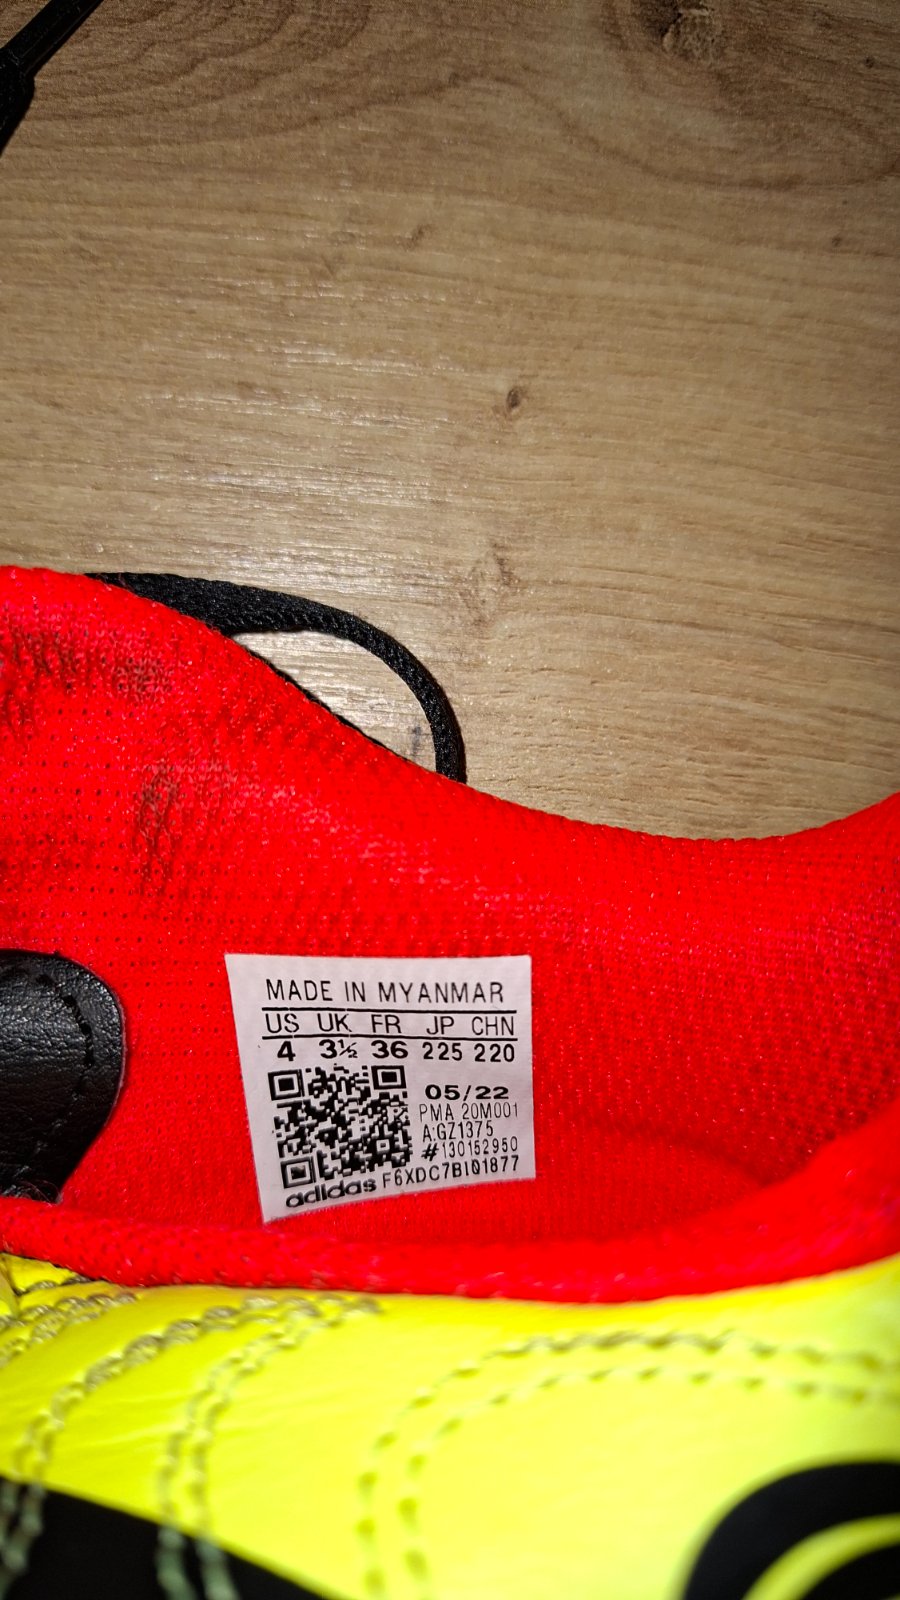 MADE IN MYANMAR
US UK FR JP CHN
4 3½ 36 225 220
05/22
PMA 20M001
A:GZ1375
#130152950
adidas F6XDC7BI01877